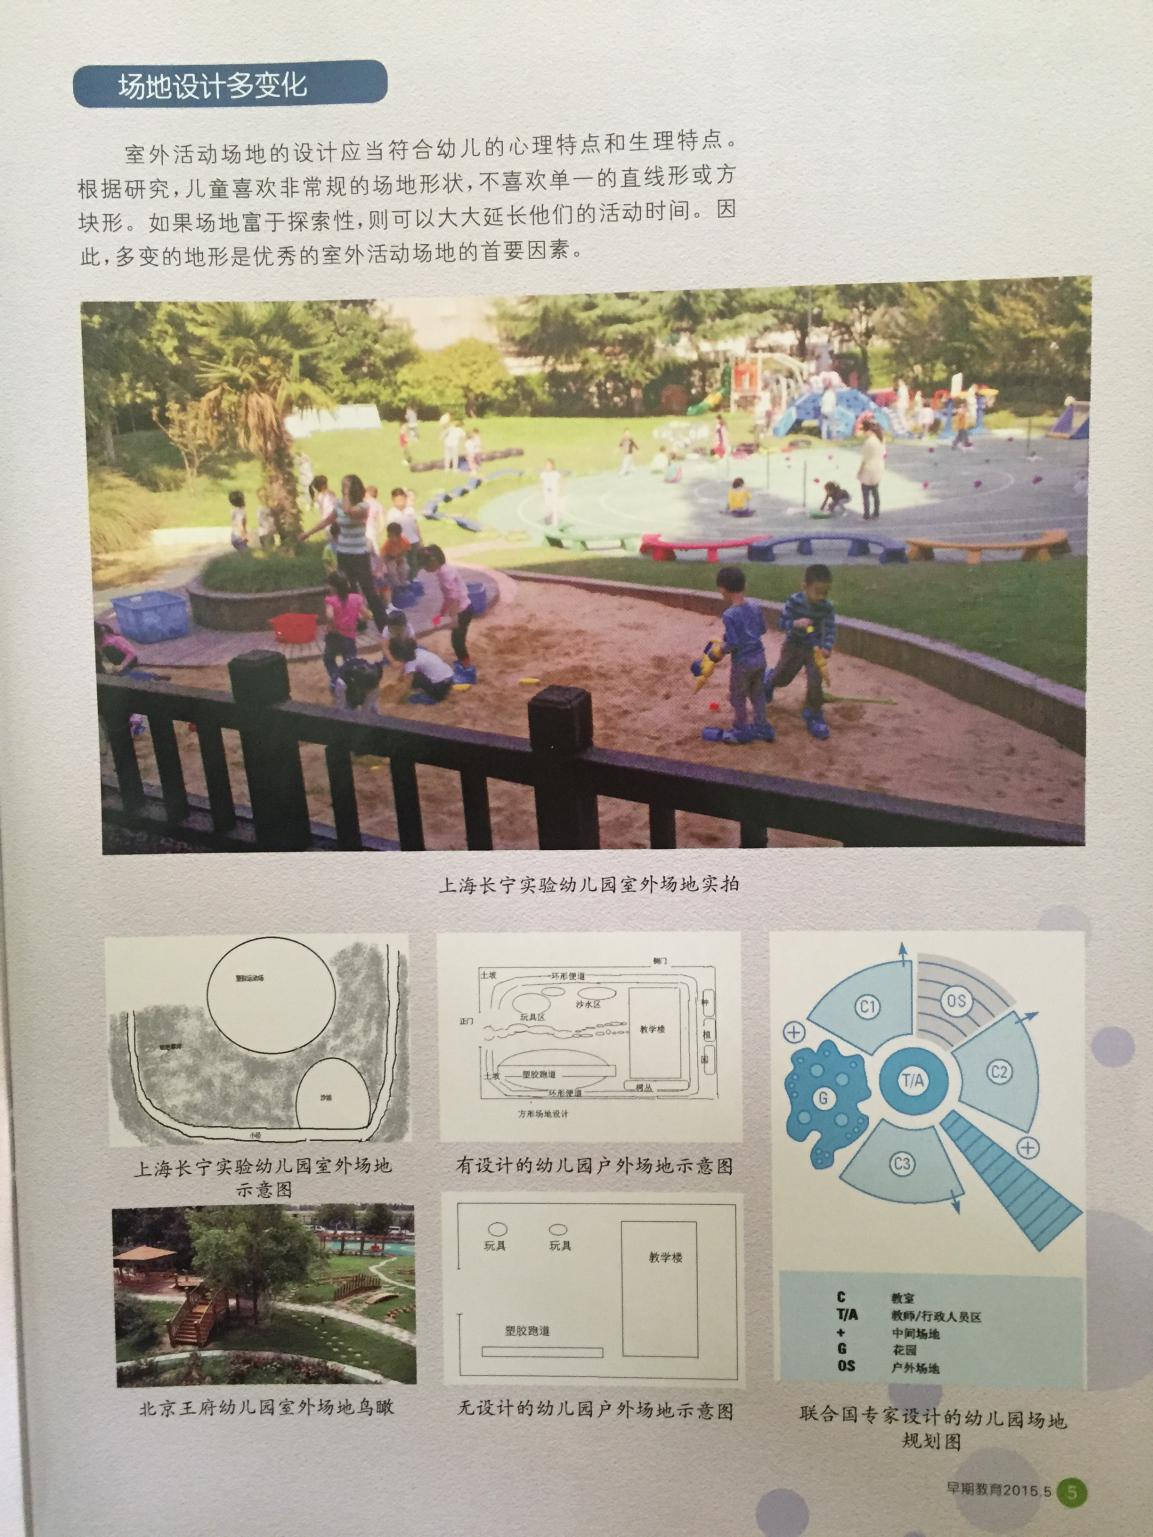 场地设计多变化
室外活动场地的设计应当符合幼儿的心理特点和生理特点。
根据研究,儿童喜欢非常规的场地形状,不喜欢单一的直线形或方
块形。如果场地富于探索性,则可以大大延长他们的活动时间。因
此,多变的地形是优秀的室外活动场地的首要因素。
上海长宁实验幼儿园室外场地实拍
塑胶运动场
沙池
小径
上海长宁实验幼儿园室外场地
示意图
侧门
土坡
环形便道
沙水区
玩具区
正门
教学楼
种
植
园
土坡
塑胶跑道
树丛
环形便道
方形场地设计
有设计的幼儿园户外场地示意图
C1
OS
C2
T/A
G
C3
+
+
C 教室
T/A 教师/行政人员区
+ 中间场地
G 花园
OS 户外场地
联合国专家设计的幼儿园场地
规划图
北京王府幼儿园室外场地鸟瞰
玩具
玩具
教学楼
塑胶跑道
无设计的幼儿园户外场地示意图
早期教育2015.5 5